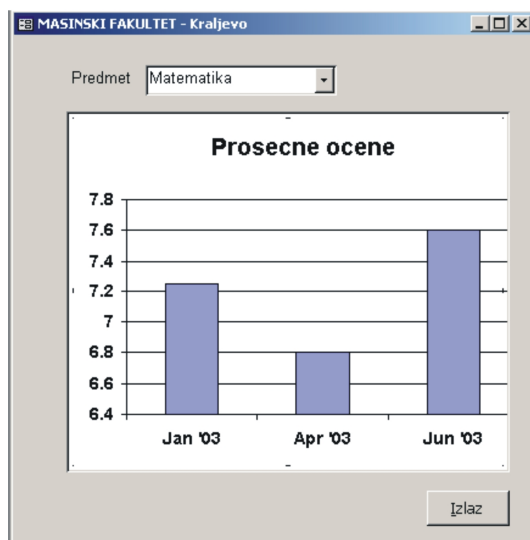 MASINSKI FAKULTET - Kraljevo
Predmet Matematika
Prosecne ocene
7.8
7.6
7.4
7.2
7
6.8
6.6
6.4
Jan '03 Apr '03 Jun '03
Izlaz